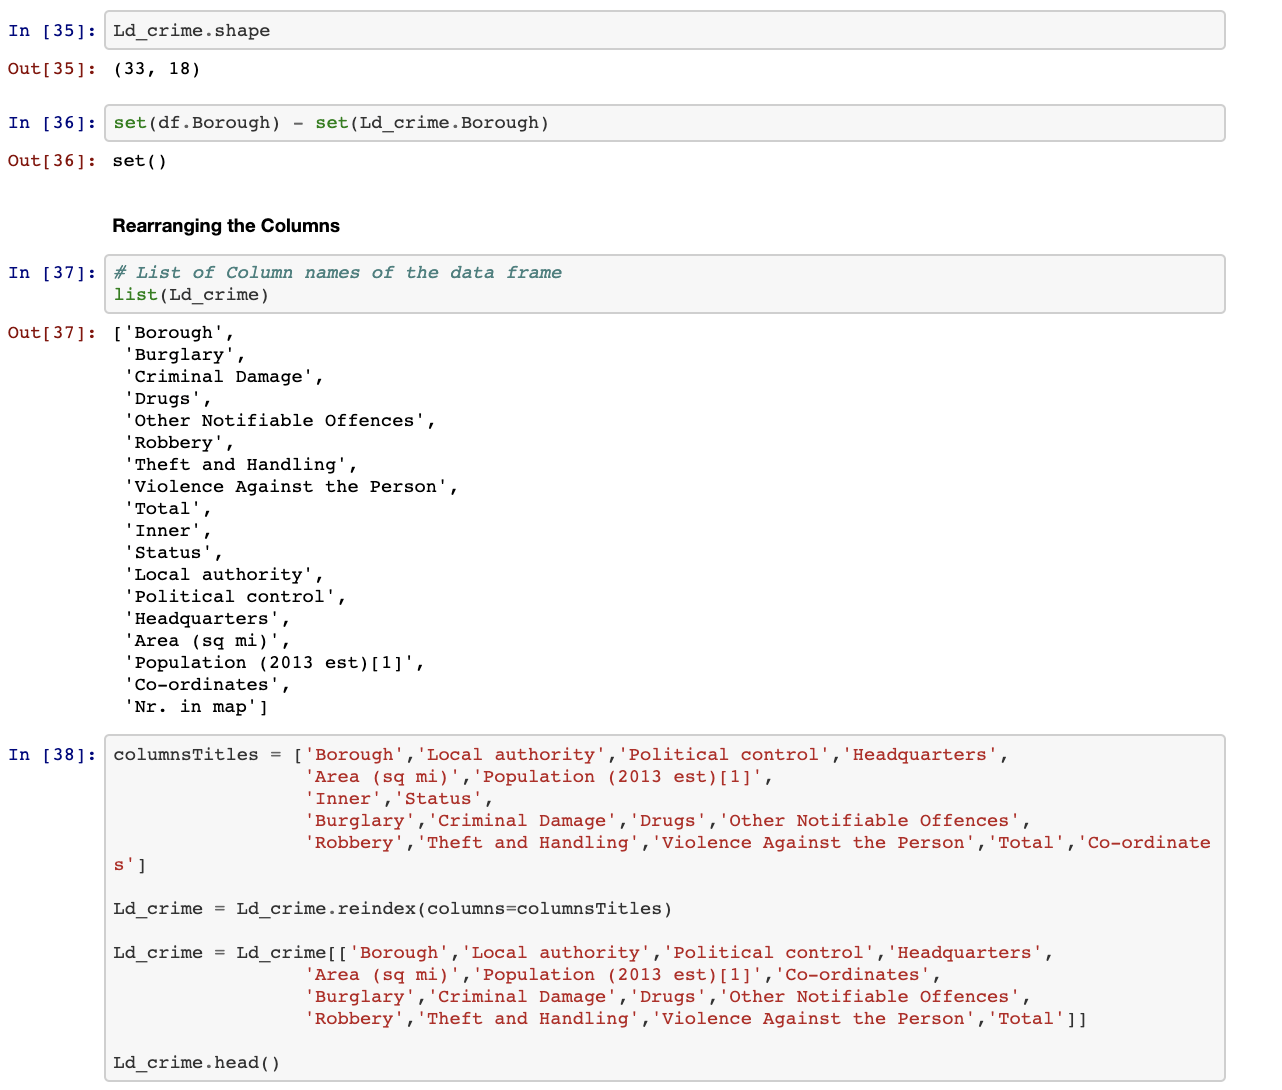 In [35]: Ld_crime.shape
Out[35]: (33, 18)
In [36]: set(df.Borough) - set(Ld_crime.Borough)
Out[36]: set()
Rearranging the Columns
In [37]: # List of Column names of the data frame
list(Ld_crime)
Out[37]: ['Borough',
'Burglary',
'Criminal Damage',
'Drugs',
'Other Notifiable Offences',
'Robbery',
'Theft and Handling',
'Violence Against the Person',
'Total',
'Inner',
'Status',
'Local authority',
'Political control',
'Headquarters',
'Area (sq mi)',
'Population (2013 est)[1]',
'Co-ordinates',
'Nr. in map']
In [38]: columnsTitles = ['Borough','Local authority','Political control','Headquarters',
'Area (sq mi)','Population (2013 est)[1]',
'Inner','Status',
'Burglary','Criminal Damage','Drugs','Other Notifiable Offences',
'Robbery','Theft and Handling','Violence Against the Person','Total','Co-ordinate
s']
Ld_crime = Ld_crime.reindex(columns=columnsTitles)
Ld_crime = Ld_crime[['Borough','Local authority','Political control','Headquarters',
'Area (sq mi)','Population (2013 est)[1]','Co-ordinates',
'Burglary','Criminal Damage','Drugs','Other Notifiable Offences',
'Robbery','Theft and Handling','Violence Against the Person','Total']]
Ld_crime.head()